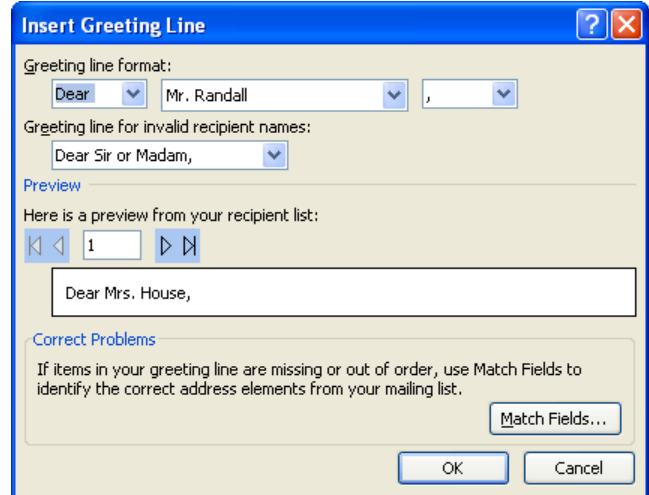 Insert Greeting Line
Greeting line format:
Dear Mr. Randall ,
Greeting line for invalid recipient names:
Dear Sir or Madam,
Preview
Here is a preview from your recipient list:
1
Dear Mrs. House,
Correct Problems
If items in your greeting line are missing or out of order, use Match Fields to
identify the correct address elements from your mailing list.
Match Fields...
OK Cancel